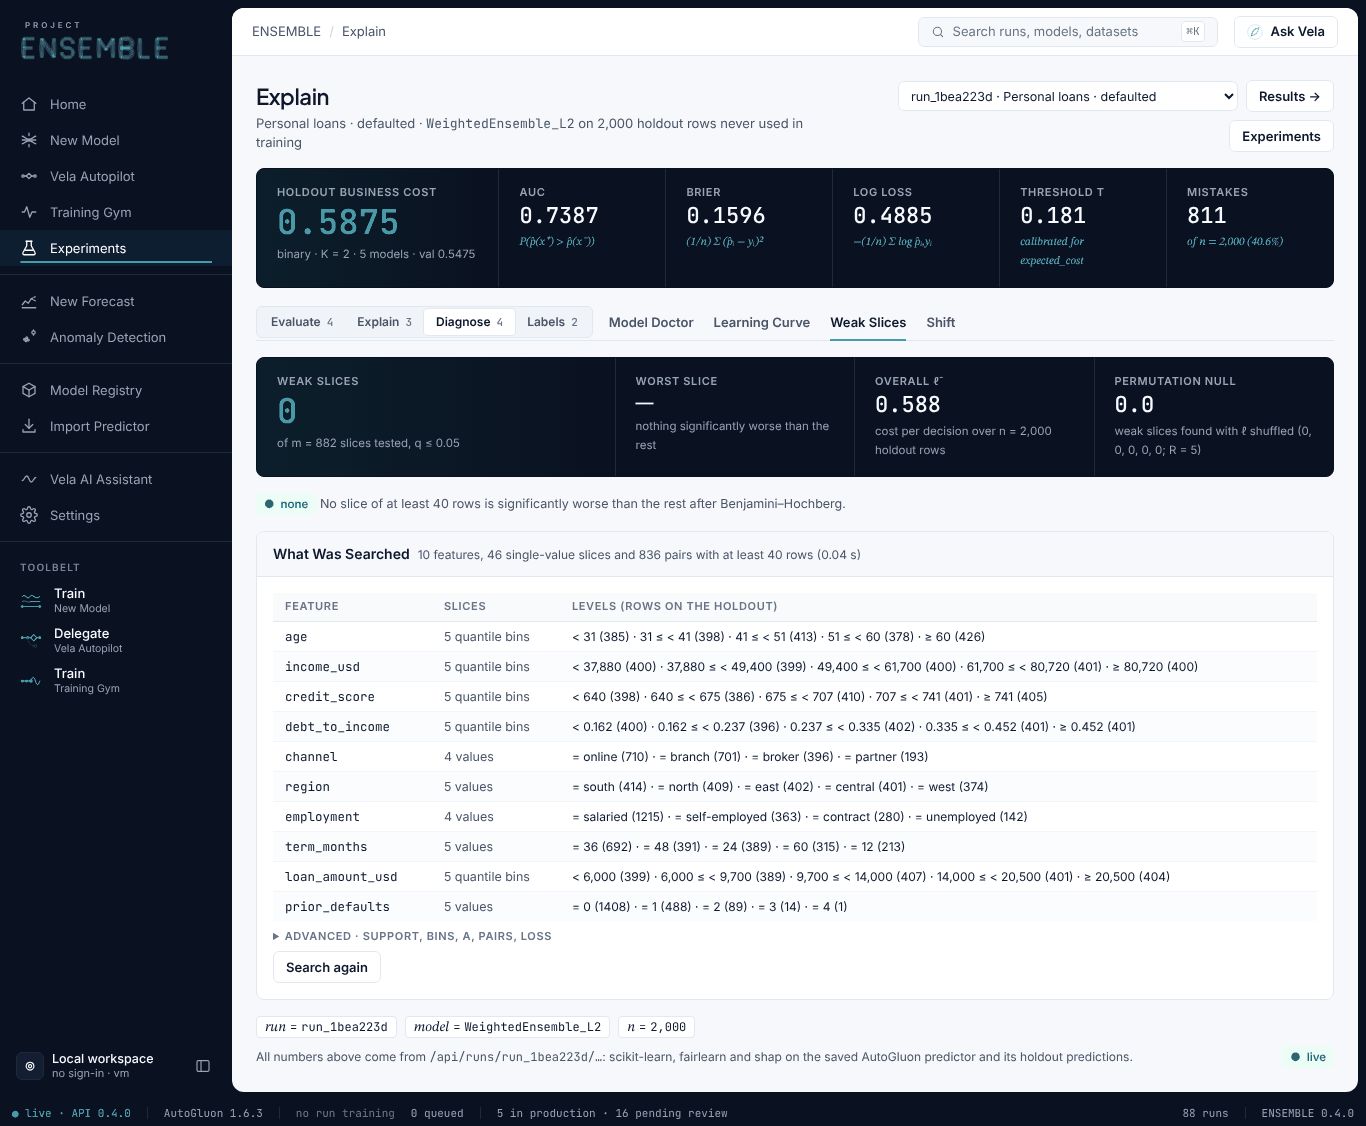 PROJECT
ENSEMBLE
Home
New Model
Vela Autopilot
Training Gym
Experiments
New Forecast
Anomaly Detection
Model Registry
Import Predictor
Vela AI Assistant
Settings
TOOLBELT
Train
New Model
Delegate
Vela Autopilot
Train
Training Gym
Local workspace
no sign-in · vm
ENSEMBLE / Explain
Search runs, models, datasets ⌘K
Ask Vela
Explain
Personal loans · defaulted · WeightedEnsemble_L2 on 2,000 holdout rows never used in
training
run_1bea223d · Personal loans · defaulted
Results →
Experiments
HOLDOUT BUSINESS COST
0.5875
binary · K = 2 · 5 models · val 0.5475
AUC
0.7387
P(p̂(x⁺) > p̂(x⁻))
BRIER
0.1596
(1/n) Σ (p̂ᵢ − yᵢ)²
LOG LOSS
0.4885
−(1/n) Σ log p̂ᵢ,yᵢ
THRESHOLD T
0.181
calibrated for
expected_cost
MISTAKES
811
of n = 2,000 (40.6%)
Evaluate 4 Explain 3 Diagnose 4 Labels 2 Model Doctor Learning Curve Weak Slices Shift
WEAK SLICES
0
of m = 882 slices tested, q ≤ 0.05
WORST SLICE
—
nothing significantly worse than the
rest
OVERALL ℓ̄
0.588
cost per decision over n = 2,000
holdout rows
PERMUTATION NULL
0.0
weak slices found with ℓ shuffled (0,
0, 0, 0, 0; R = 5)
none No slice of at least 40 rows is significantly worse than the rest after Benjamini–Hochberg.
What Was Searched 10 features, 46 single-value slices and 836 pairs with at least 40 rows (0.04 s)
FEATURE SLICES LEVELS (ROWS ON THE HOLDOUT)
age 5 quantile bins < 31 (385) · 31 ≤ < 41 (398) · 41 ≤ < 51 (413) · 51 ≤ < 60 (378) · ≥ 60 (426)
income_usd 5 quantile bins < 37,880 (400) · 37,880 ≤ < 49,400 (399) · 49,400 ≤ < 61,700 (400) · 61,700 ≤ < 80,720 (401) · ≥ 80,720 (400)
credit_score 5 quantile bins < 640 (398) · 640 ≤ < 675 (386) · 675 ≤ < 707 (410) · 707 ≤ < 741 (401) · ≥ 741 (405)
debt_to_income 5 quantile bins < 0.162 (400) · 0.162 ≤ < 0.237 (396) · 0.237 ≤ < 0.335 (402) · 0.335 ≤ < 0.452 (401) · ≥ 0.452 (401)
channel 4 values = online (710) · = branch (701) · = broker (396) · = partner (193)
region 5 values = south (414) · = north (409) · = east (402) · = central (401) · = west (374)
employment 4 values = salaried (1215) · = self-employed (363) · = contract (280) · = unemployed (142)
term_months 5 values = 36 (692) · = 48 (391) · = 24 (389) · = 60 (315) · = 12 (213)
loan_amount_usd 5 quantile bins < 6,000 (399) · 6,000 ≤ < 9,700 (389) · 9,700 ≤ < 14,000 (407) · 14,000 ≤ < 20,500 (401) · ≥ 20,500 (404)
prior_defaults 5 values = 0 (1408) · = 1 (488) · = 2 (89) · = 3 (14) · = 4 (1)
ADVANCED · SUPPORT, BINS, Α, PAIRS, LOSS
Search again
run = run_1bea223d model = WeightedEnsemble_L2 n = 2,000
All numbers above come from /api/runs/run_1bea223d/…: scikit-learn, fairlearn and shap on the saved AutoGluon predictor and its holdout predictions.
live
live · API 0.4.0 AutoGluon 1.6.3 no run training 0 queued 5 in production · 16 pending review 88 runs ENSEMBLE 0.4.0